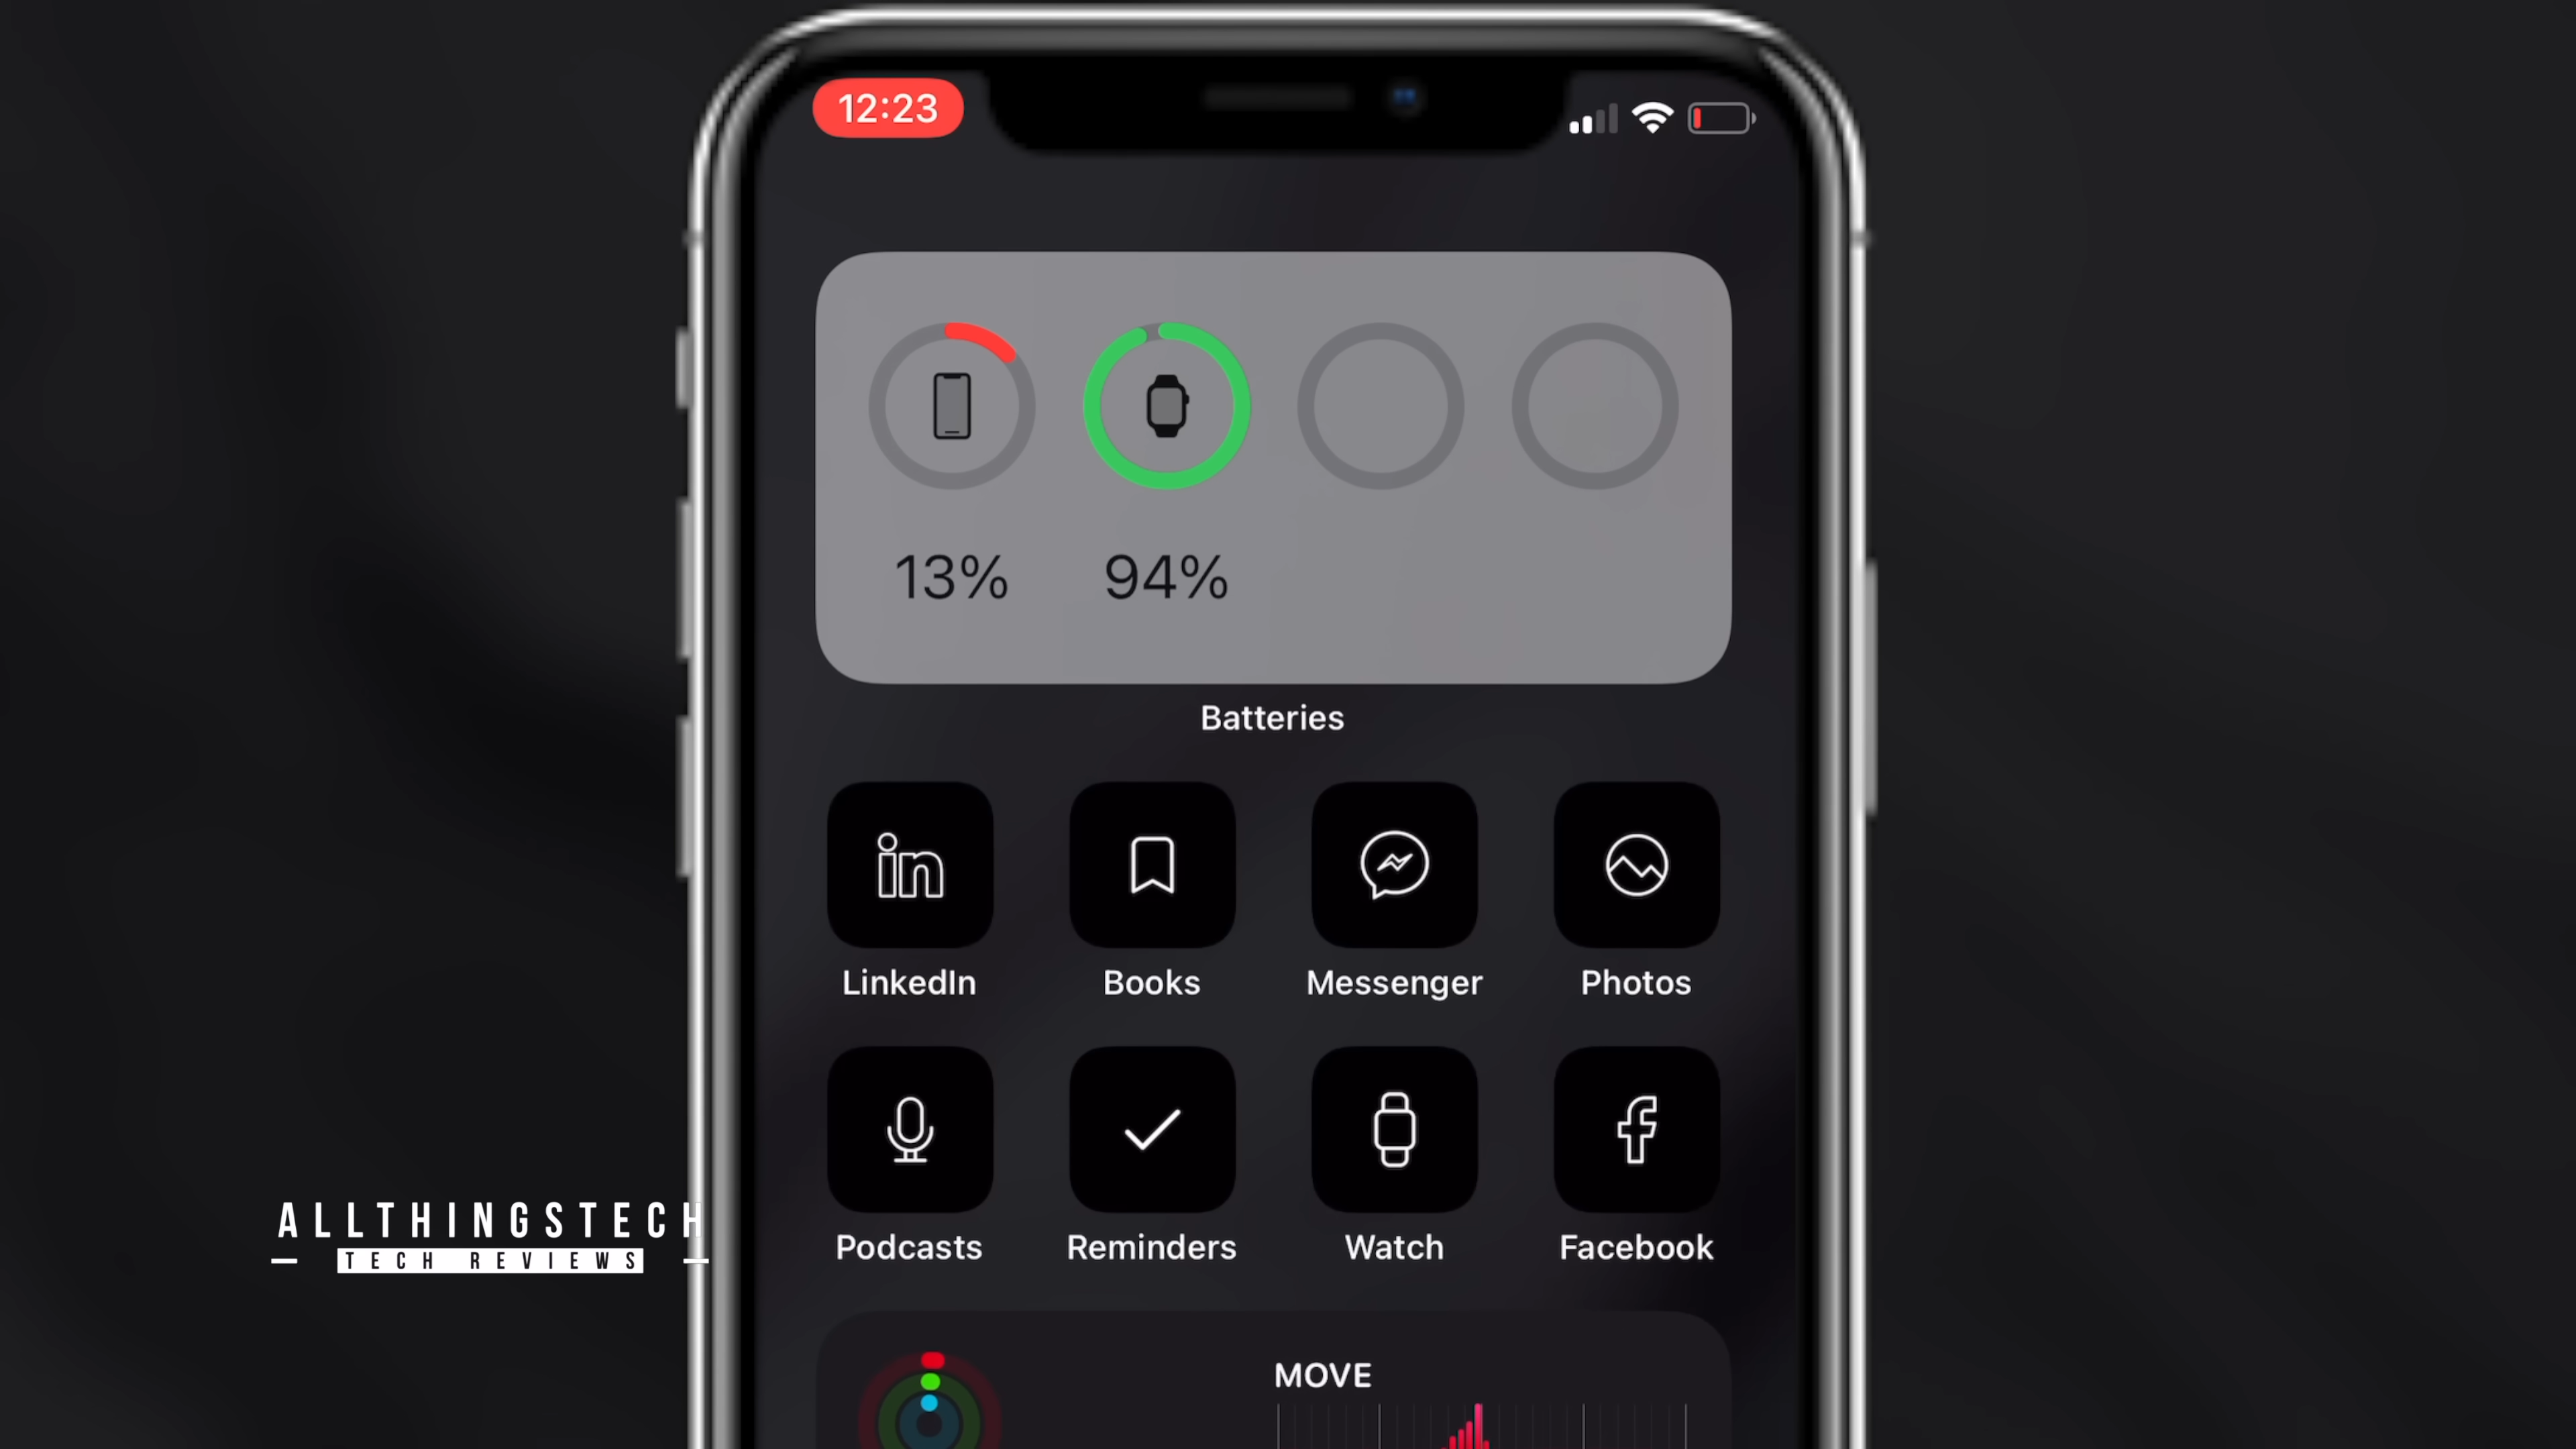 12:23
13% 94%
Batteries
LinkedIn Books Messenger Photos
Podcasts Reminders Watch Facebook
ALLTHINGSTECH
TECH REVIEWS
MOVE